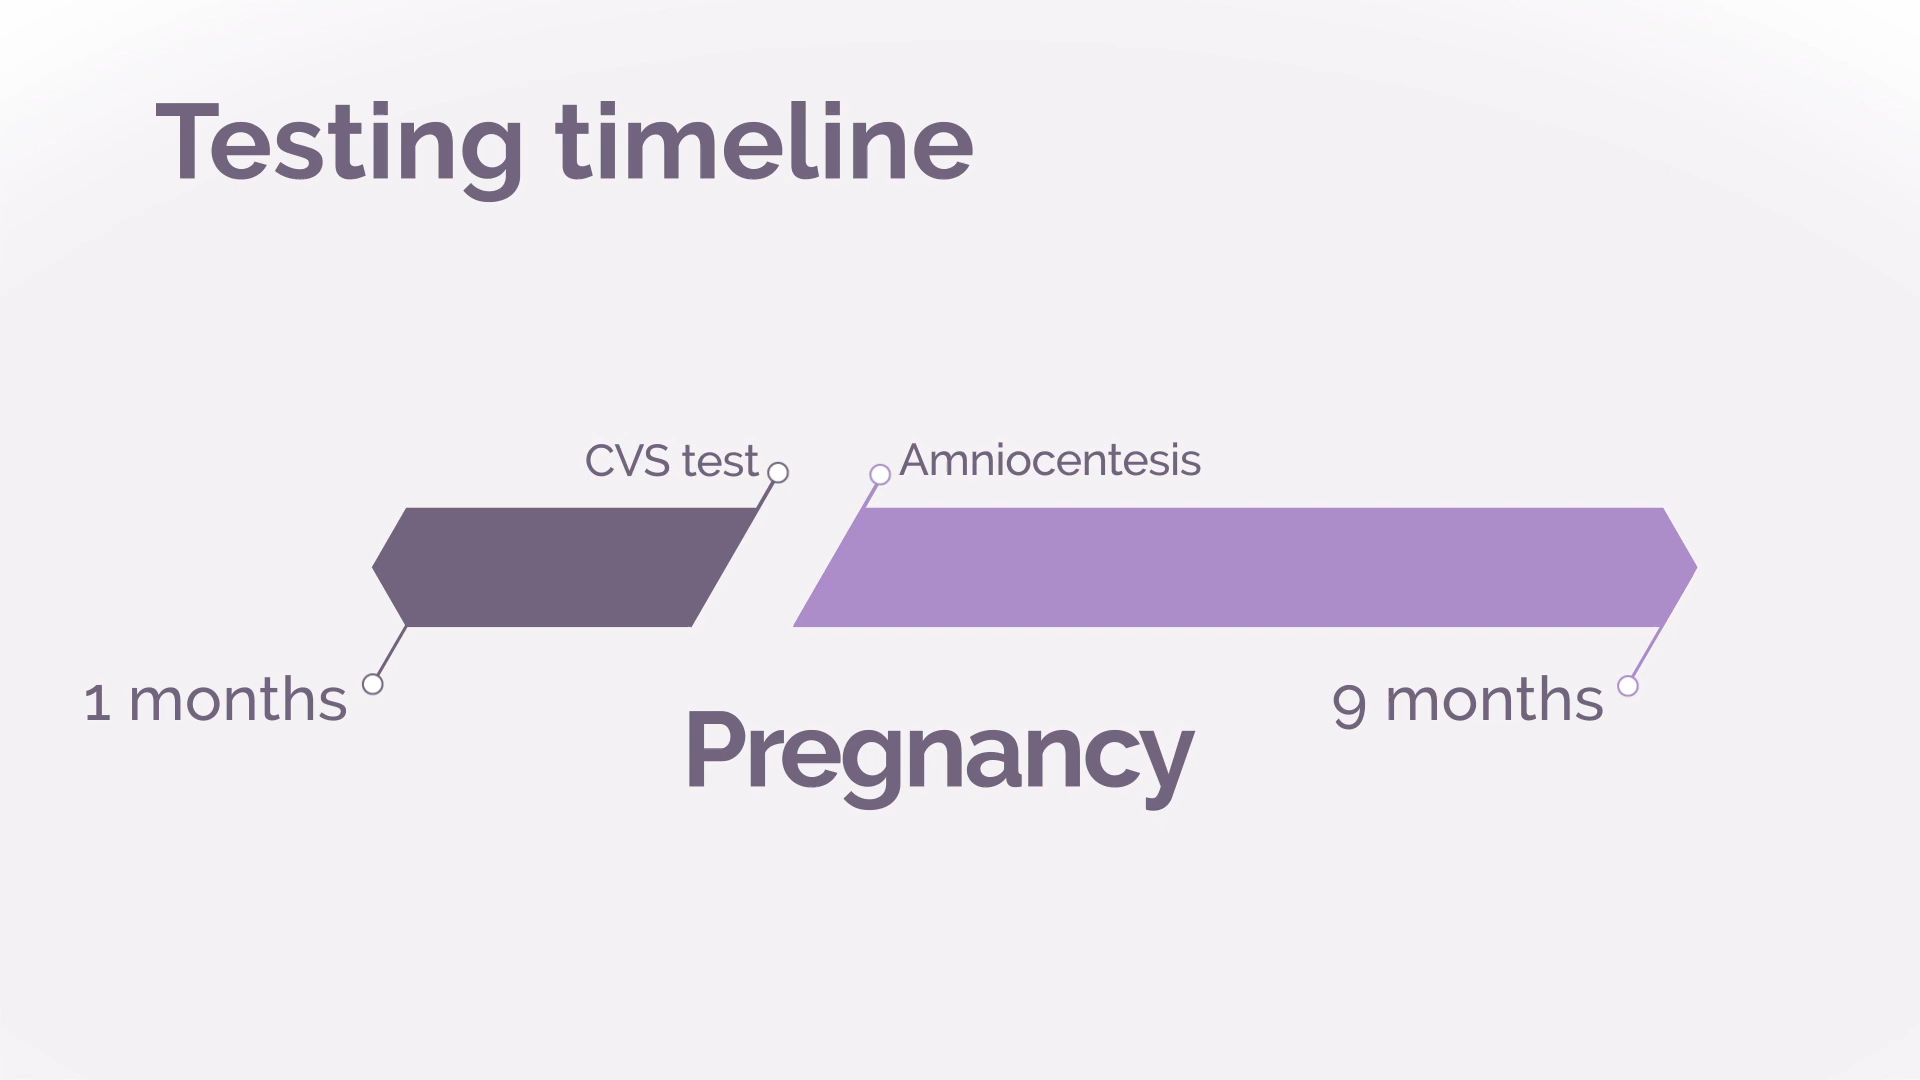 Testing timeline
CVS test
Amniocentesis
1 months
9 months
Pregnancy